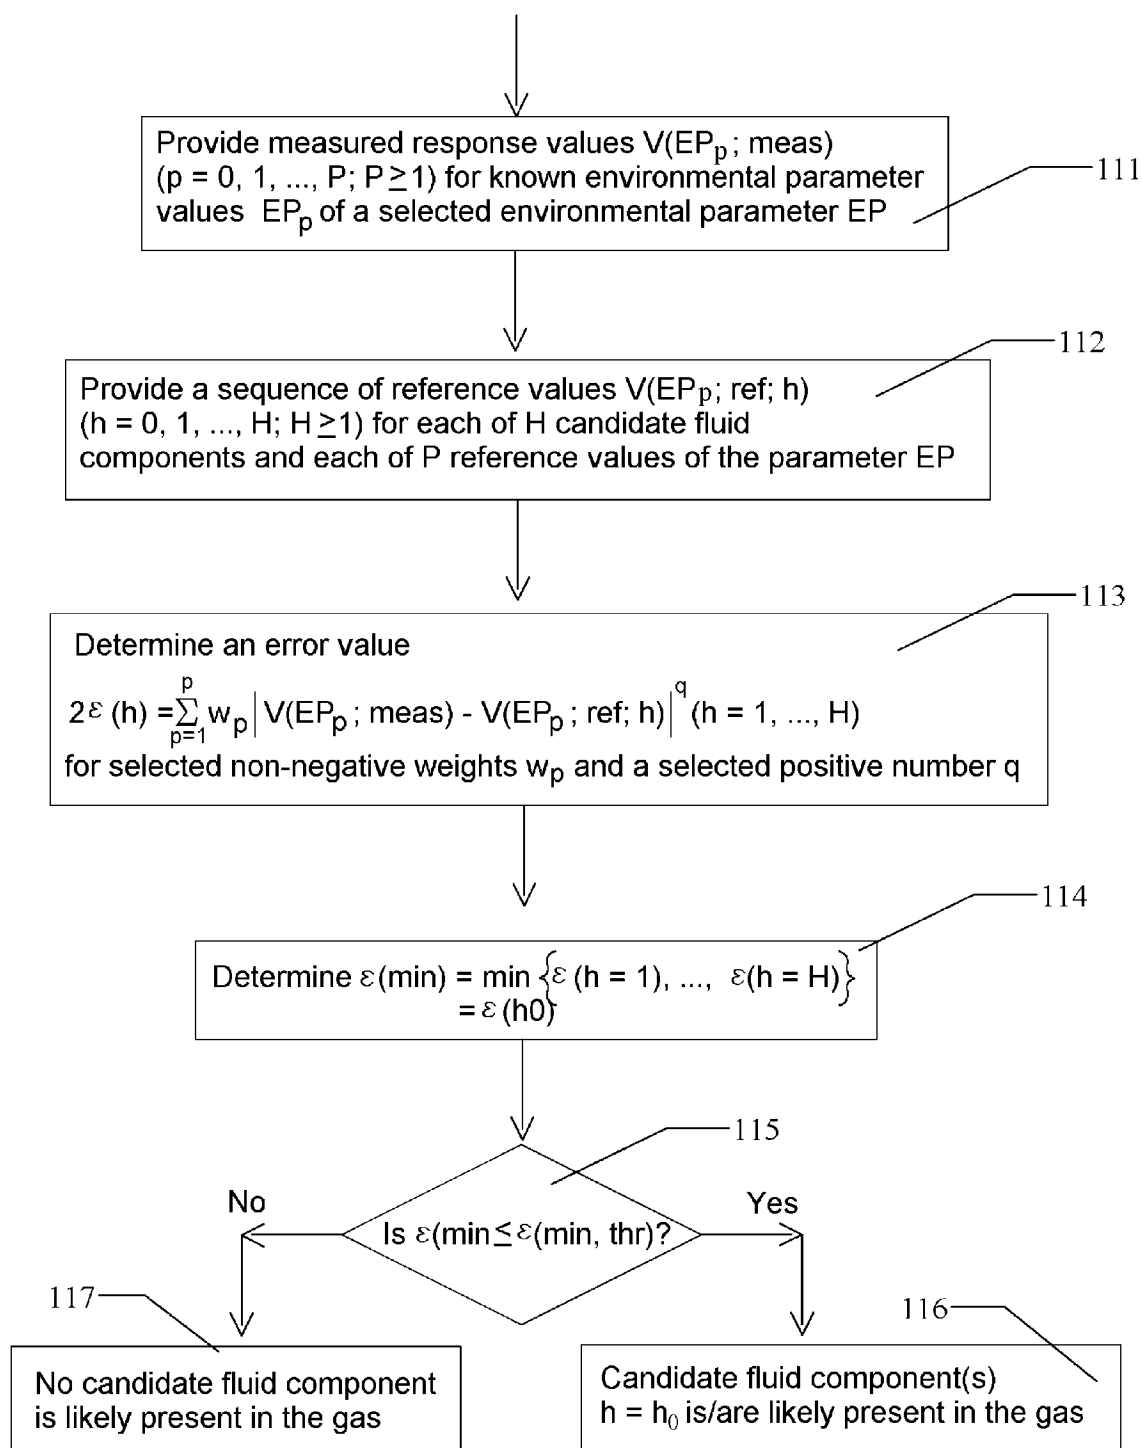 Provide measured response values V(EPp; meas)
(p = 0, 1, ..., P; P ≥1) for known environmental parameter
values EPp of a selected environmental parameter EP
111
112
Provide a sequence of reference values V(EPp; ref; h)
(h = 0, 1, ..., H; H ≥1) for each of H candidate fluid
components and each of P reference values of the parameter EP
113
Determine an error value
2ε (h) = ∑ᵖₚ₌₁ wp | V(EPp ; meas) - V(EPp ; ref; h)|^q (h = 1, ..., H)
for selected non-negative weights wp and a selected positive number q
114
Determine ε(min) = min {ε (h = 1), ..., ε(h = H)}
= ε (h0)
115
No
Yes
Is ε(min ≤ ε(min, thr)?
117
116
No candidate fluid component
is likely present in the gas
Candidate fluid component(s)
h = h₀ is/are likely present in the gas